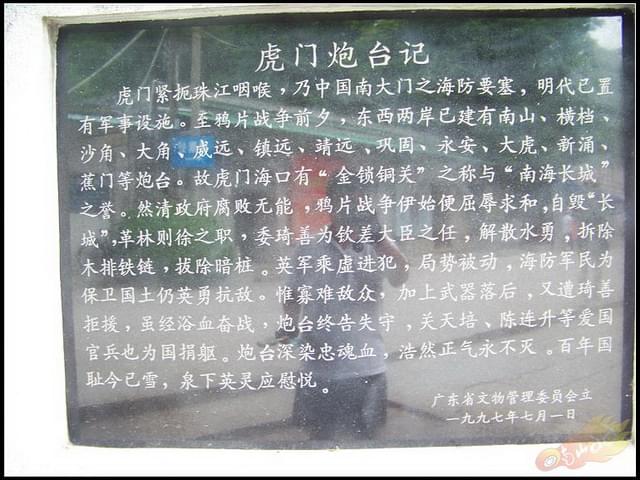 虎门炮台记
虎门紧扼珠江咽喉，乃中国南大门之海防要塞，明代已置
有军事设施。至鸦片战争前夕，东西两岸已建有南山、横档、
沙角、大角、威远、镇远、靖远、巩固、永安、大虎、新涌、
蕉门等炮台。故虎门海口有“金锁铜关”之称与“南海长城”
之誉。然清政府腐败无能，鸦片战争伊始便屈辱求和，自毁“长
城”，革林则徐之职，委琦善为钦差大臣之任，解散水勇，拆除
木排铁链，拔除暗桩。英军乘虚进犯，局势被动，海防军民为
保卫国土仍英勇抗敌。惟寡难敌众，加上武器落后，又遭琦善
拒援，虽经浴血奋战，炮台终告失守，关天培、陈连升等爱国
官兵也为国捐躯。炮台深染忠魂血，浩然正气永不灭。百年国
耻今已雪，泉下英灵应慰悦。
广东省文物管理委员会立
一九九七年七月一日